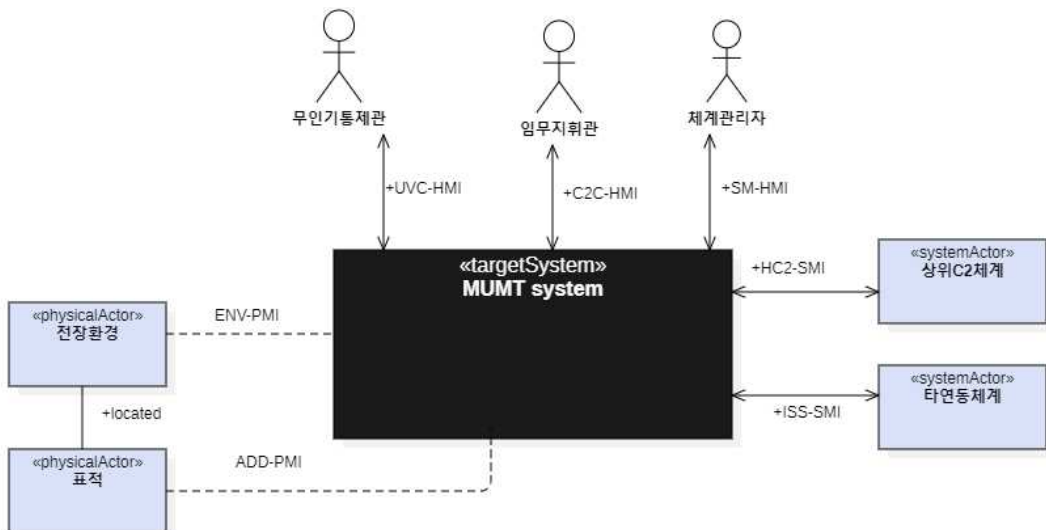 무인기통제관
임무지휘관
체계관리자
+UVC-HMI
+C2C-HMI
+SM-HMI
«targetSystem»
MUMT system
+HC2-SMI
«systemActor»
상위C2체계
«physicalActor»
전장환경
ENV-PMI
+located
+ISS-SMI
«systemActor»
타연동체계
«physicalActor»
표적
ADD-PMI